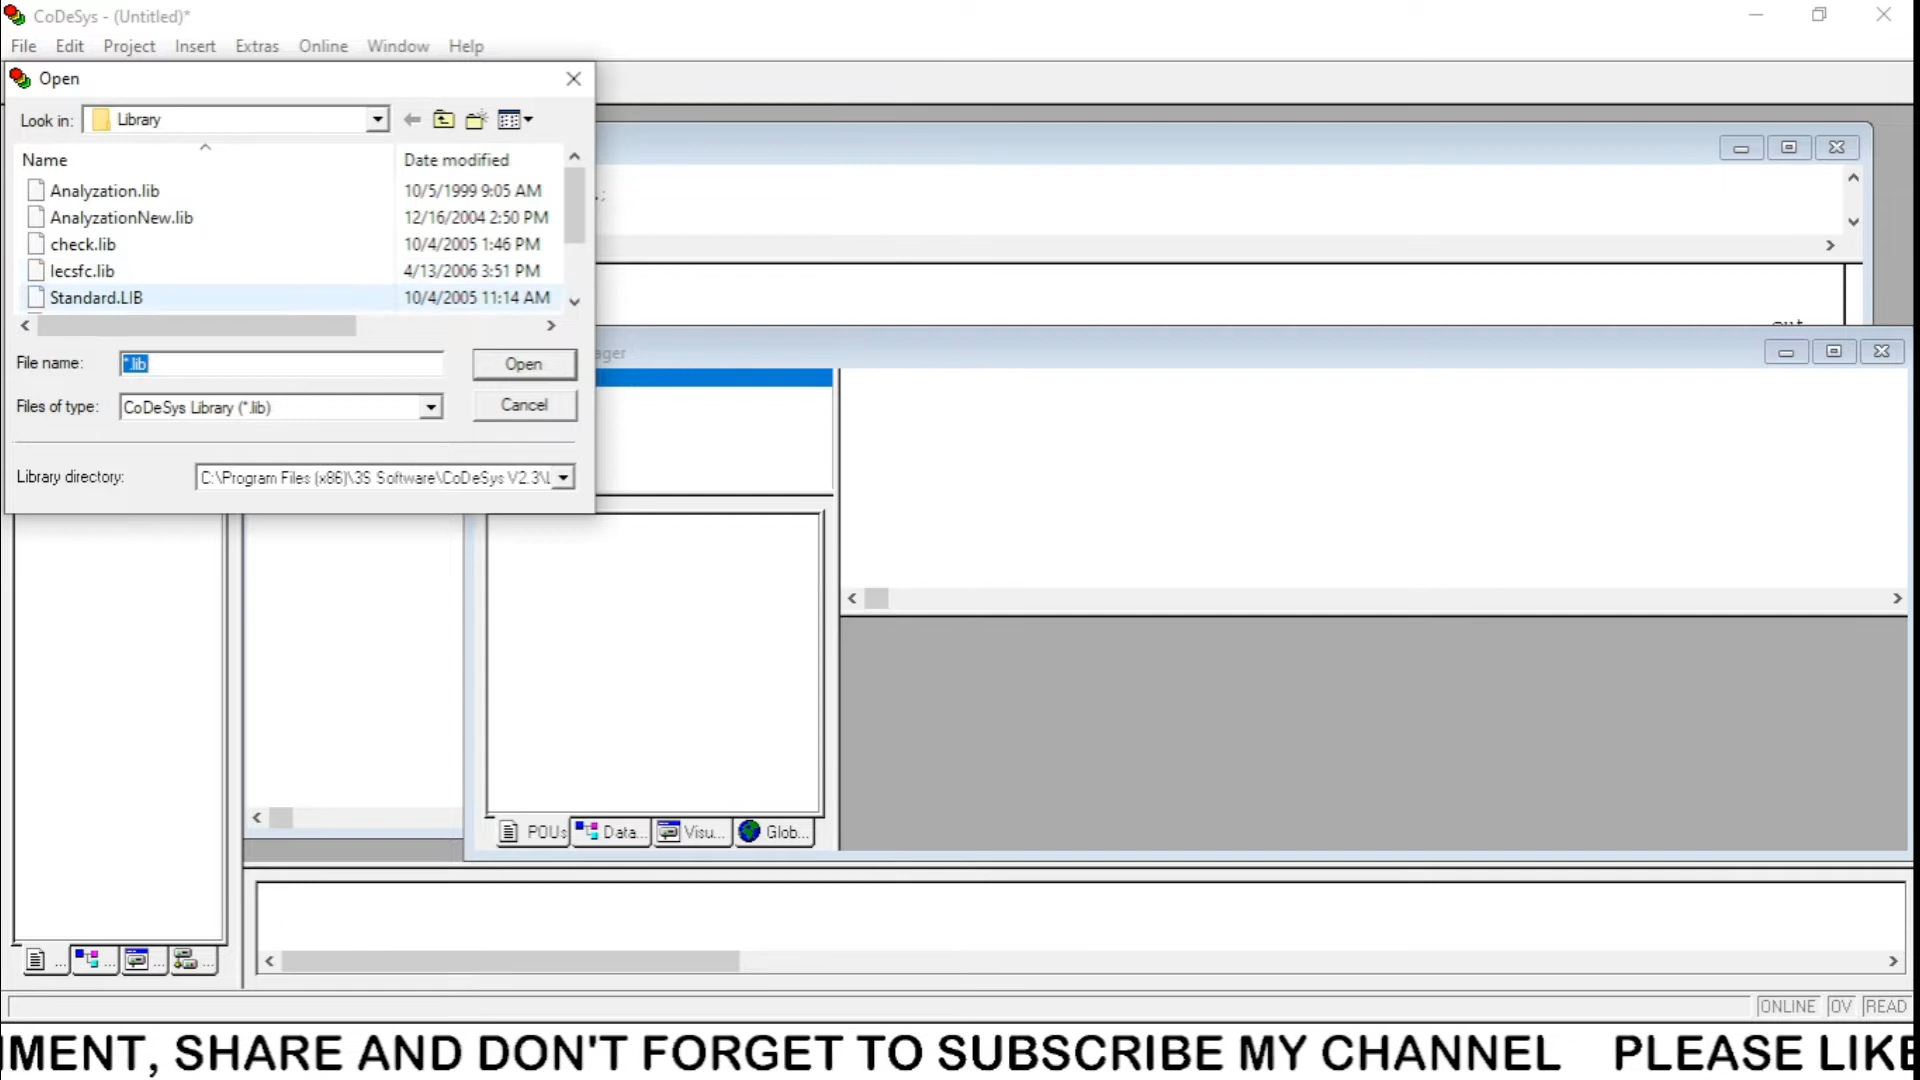 CoDeSys - (Untitled)*
File Edit Project Insert Extras Online Window Help
Open
Look in: Library
Name Date modified
Analyzation.lib 10/5/1999 9:05 AM
AnalyzationNew.lib 12/16/2004 2:50 PM
check.lib 10/4/2005 1:46 PM
Iecsfc.lib 4/13/2006 3:51 PM
Standard.LIB 10/4/2005 11:14 AM
File name: *.lib Open
Files of type: CoDeSys Library (*.lib) Cancel
Library directory: C:\Program Files (x86)\3S Software\CoDeSys V2.3\L
;
ager
POUs Data... Visu... Glob...
... ... ... ...
ONLINE OV READ
MENT, SHARE AND DON'T FORGET TO SUBSCRIBE MY CHANNEL PLEASE LIKE